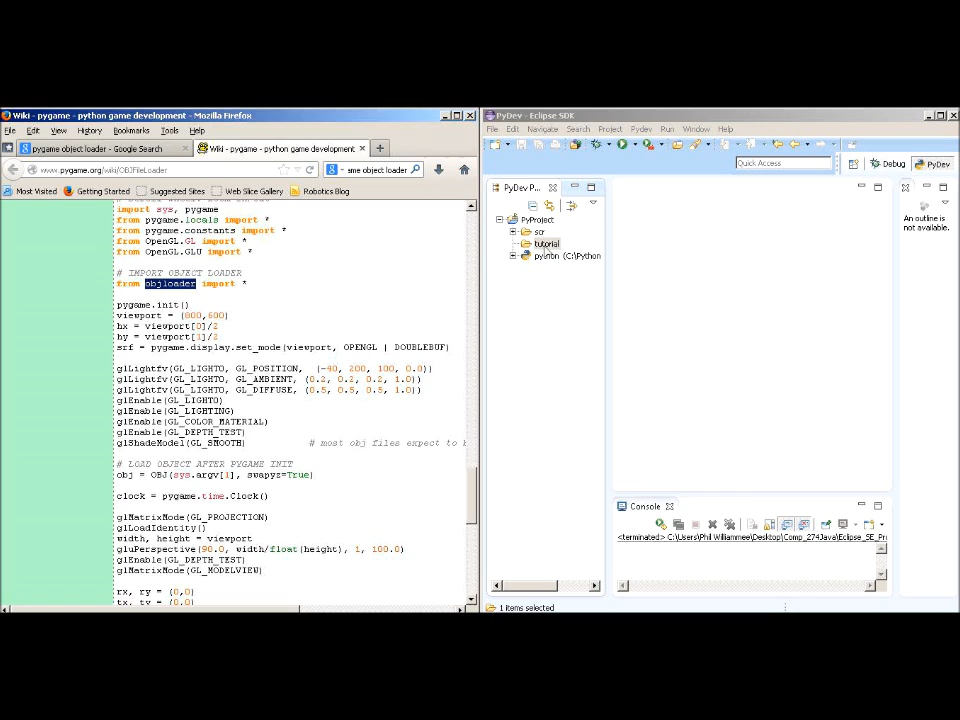 Wiki - pygame - python game development - Mozilla Firefox
File Edit View History Bookmarks Tools Help
pygame object loader - Google Search
Wiki - pygame - python game development
www.pygame.org/wiki/OBJFileLoader
sme object loader
Most Visited Getting Started Suggested Sites Web Slice Gallery Robotics Blog
import sys, pygame
from pygame.locals import *
from pygame.constants import *
from OpenGL.GL import *
from OpenGL.GLU import *
# IMPORT OBJECT LOADER
from objloader import *
pygame.init()
viewport = (800,600)
hx = viewport[0]/2
hy = viewport[1]/2
srf = pygame.display.set_mode(viewport, OPENGL | DOUBLEBUF)
glLightfv(GL_LIGHT0, GL_POSITION, (-40, 200, 100, 0.0))
glLightfv(GL_LIGHT0, GL_AMBIENT, (0.2, 0.2, 0.2, 1.0))
glLightfv(GL_LIGHT0, GL_DIFFUSE, (0.5, 0.5, 0.5, 1.0))
glEnable(GL_LIGHT0)
glEnable(GL_LIGHTING)
glEnable(GL_COLOR_MATERIAL)
glEnable(GL_DEPTH_TEST)
glShadeModel(GL_SMOOTH) # most obj files expect to
# LOAD OBJECT AFTER PYGAME INIT
obj = OBJ(sys.argv[1], swapyz=True)
clock = pygame.time.Clock()
glMatrixMode(GL_PROJECTION)
glLoadIdentity()
width, height = viewport
gluPerspective(90.0, width/float(height), 1, 100.0)
glEnable(GL_DEPTH_TEST)
glMatrixMode(GL_MODELVIEW)
rx, ry = (0,0)
tx, ty = (0,0)
PyDev - Eclipse SDK
File Edit Navigate Search Project Pydev Run Window Help
Quick Access
Debug
PyDev
PyDev P...
PyProject
scr
tutorial
(C:\Python
An outline is
not available.
Console
<terminated> C:\Users\Phil Williammee\Desktop\Comp_274Java\Eclipse_SE_Pr
1 items selected